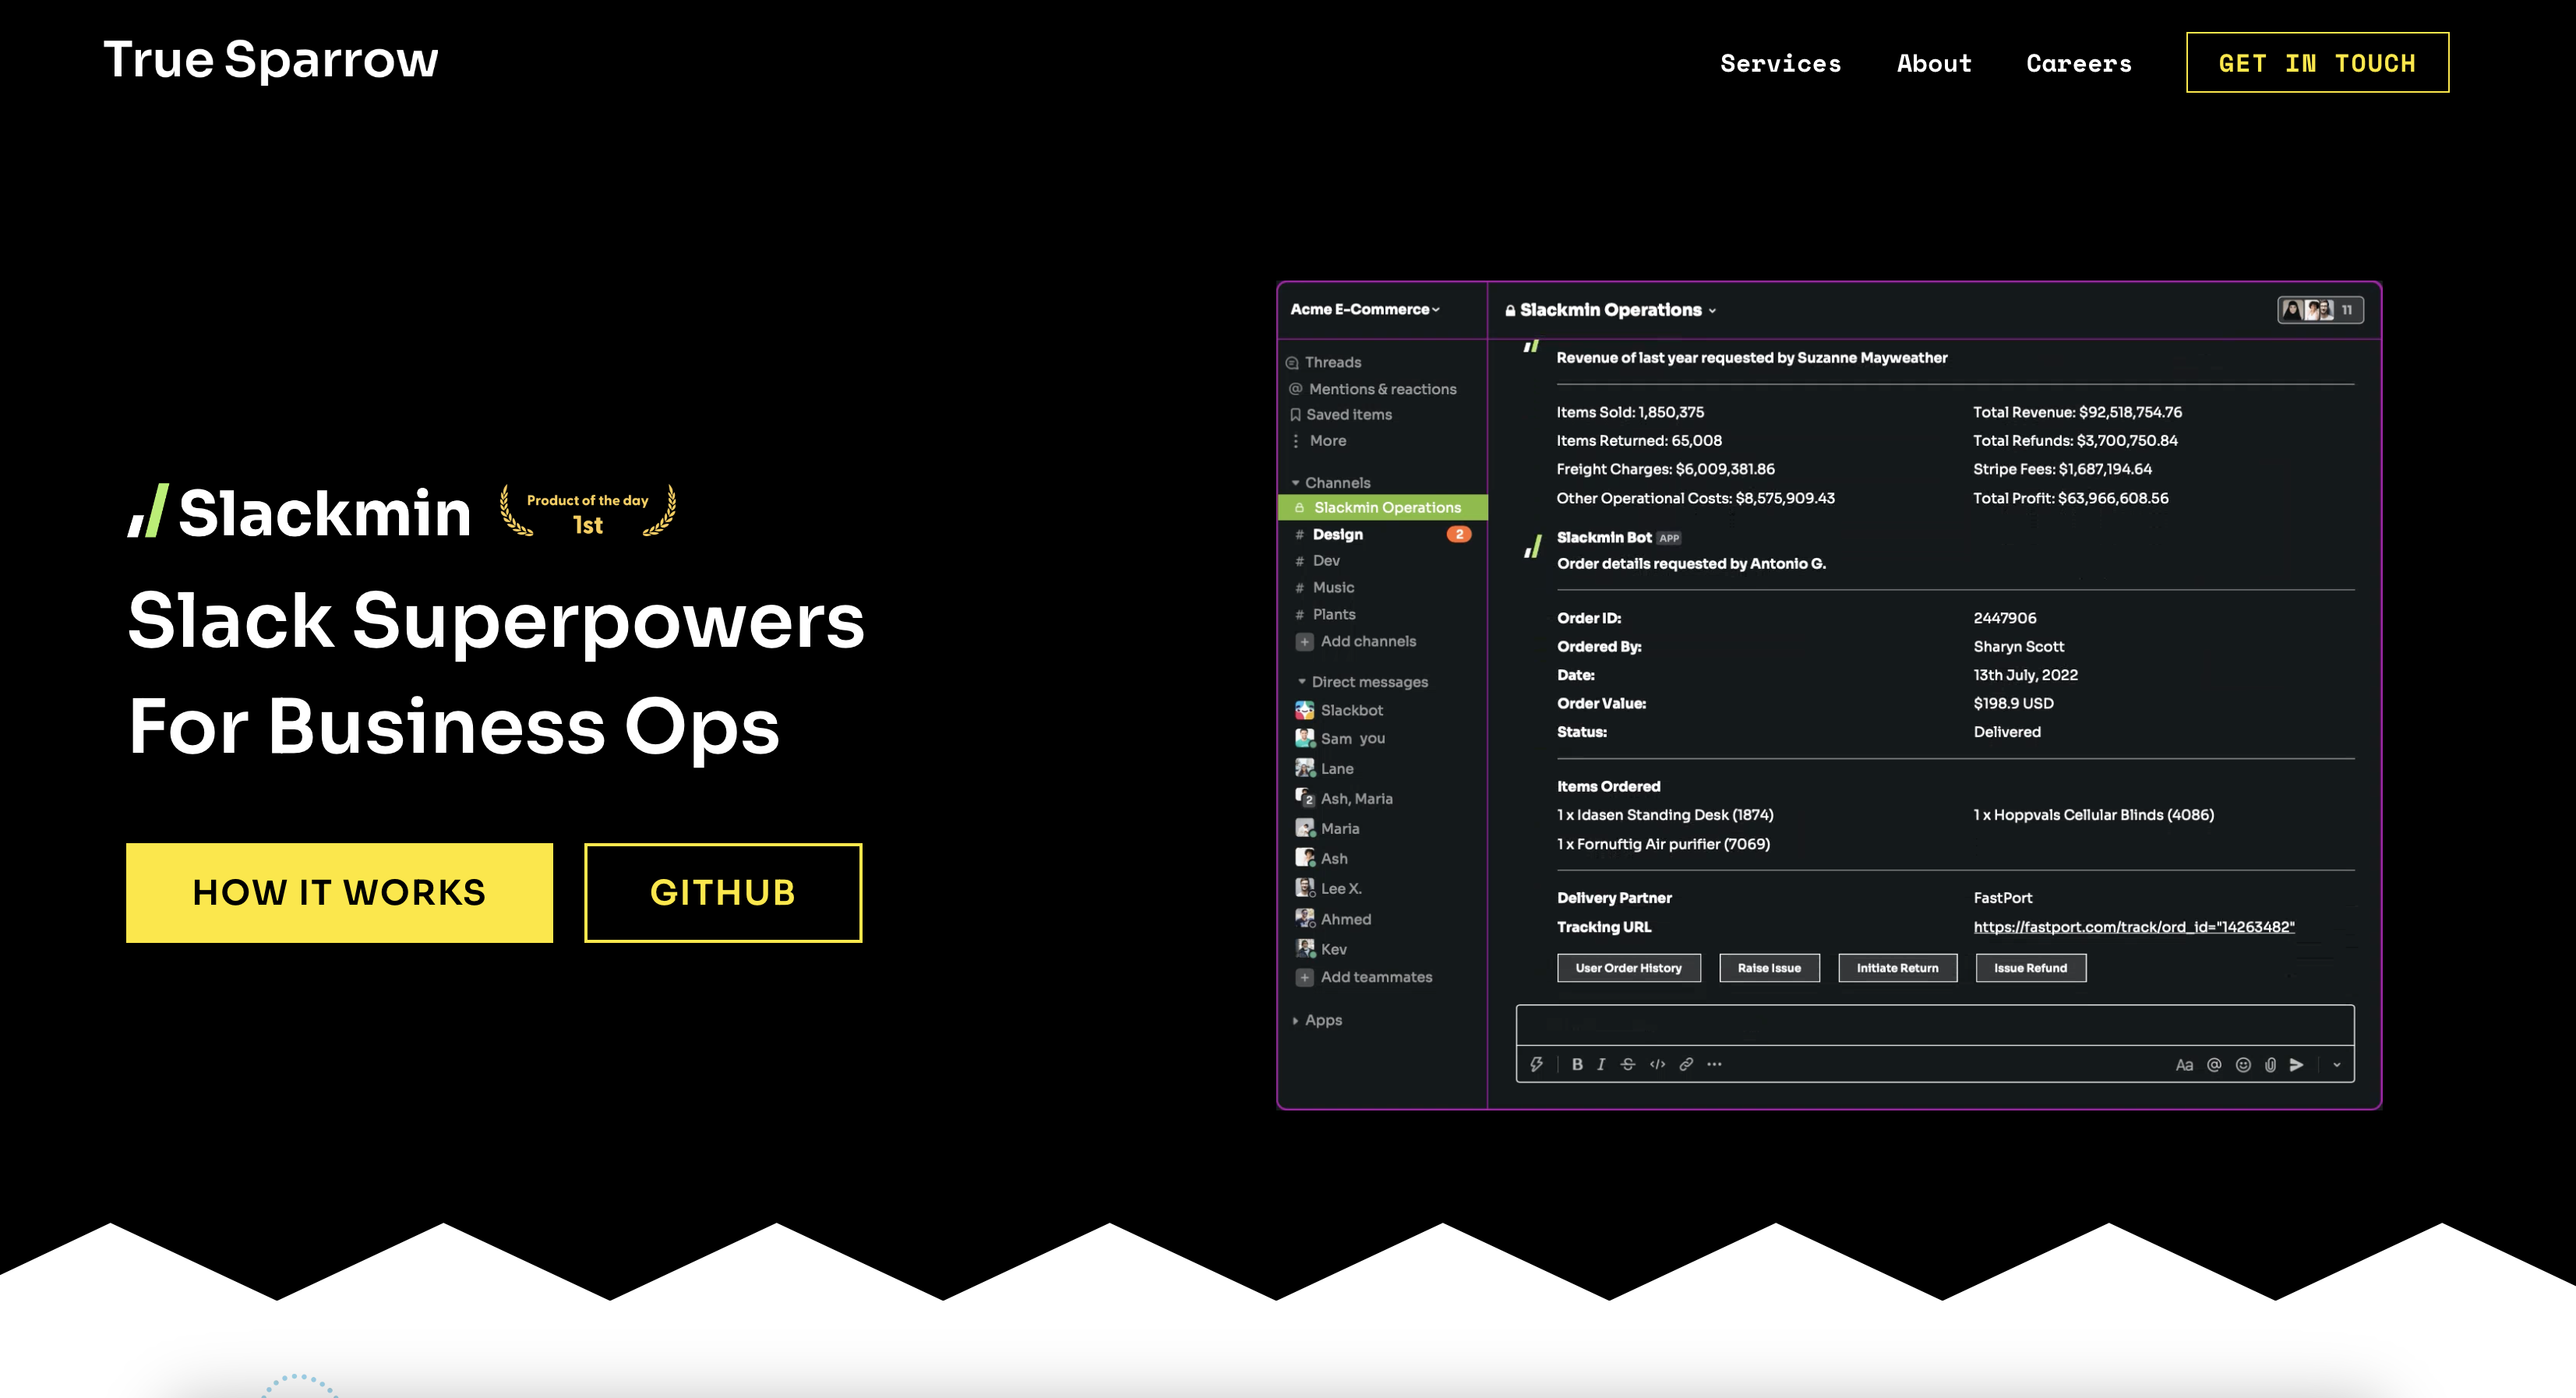 True Sparrow
Services About Careers GET IN TOUCH
Slackmin
Product of the day
1st
Slack Superpowers
For Business Ops
HOW IT WORKS
GITHUB
Acme E-Commerce
Threads
@ Mentions & reactions
Saved items
More
Channels
Slackmin Operations
# Design 2
# Dev
# Music
# Plants
+ Add channels
Direct messages
Slackbot
Sam you
Lane
2 Ash, Maria
Maria
Ash
Lee X.
Ahmed
Kev
+ Add teammates
Apps
Slackmin Operations
11
Revenue of last year requested by Suzanne Mayweather
Items Sold: 1,850,375 Total Revenue: $92,518,754.76
Items Returned: 65,008 Total Refunds: $3,700,750.84
Freight Charges: $6,009,381.86 Stripe Fees: $1,687,194.64
Other Operational Costs: $8,575,909.43 Total Profit: $63,966,608.56
Slackmin Bot APP
Order details requested by Antonio G.
Order ID: 2447906
Ordered By: Sharyn Scott
Date: 13th July, 2022
Order Value: $198.9 USD
Status: Delivered
Items Ordered
1 x Idasen Standing Desk (1874) 1 x Hoppvals Cellular Blinds (4086)
1 x Fornuftig Air purifier (7069)
Delivery Partner FastPort
Tracking URL https://fastport.com/track/ord_id="14263482"
User Order History Raise Issue Initiate Return Issue Refund
B I S </> Aa @